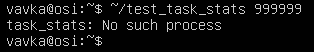 vavka@osi:~$ ~/test_task_stats 999999
task_stats: No such process
vavka@osi:~$